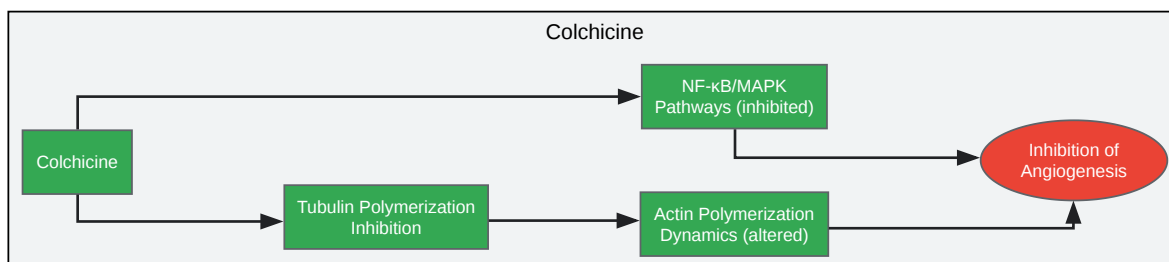 Colchicine
NF-κB/MAPK
Pathways (inhibited)
Colchicine
Inhibition of
Angiogenesis
Tubulin Polymerization
Inhibition
Actin Polymerization
Dynamics (altered)